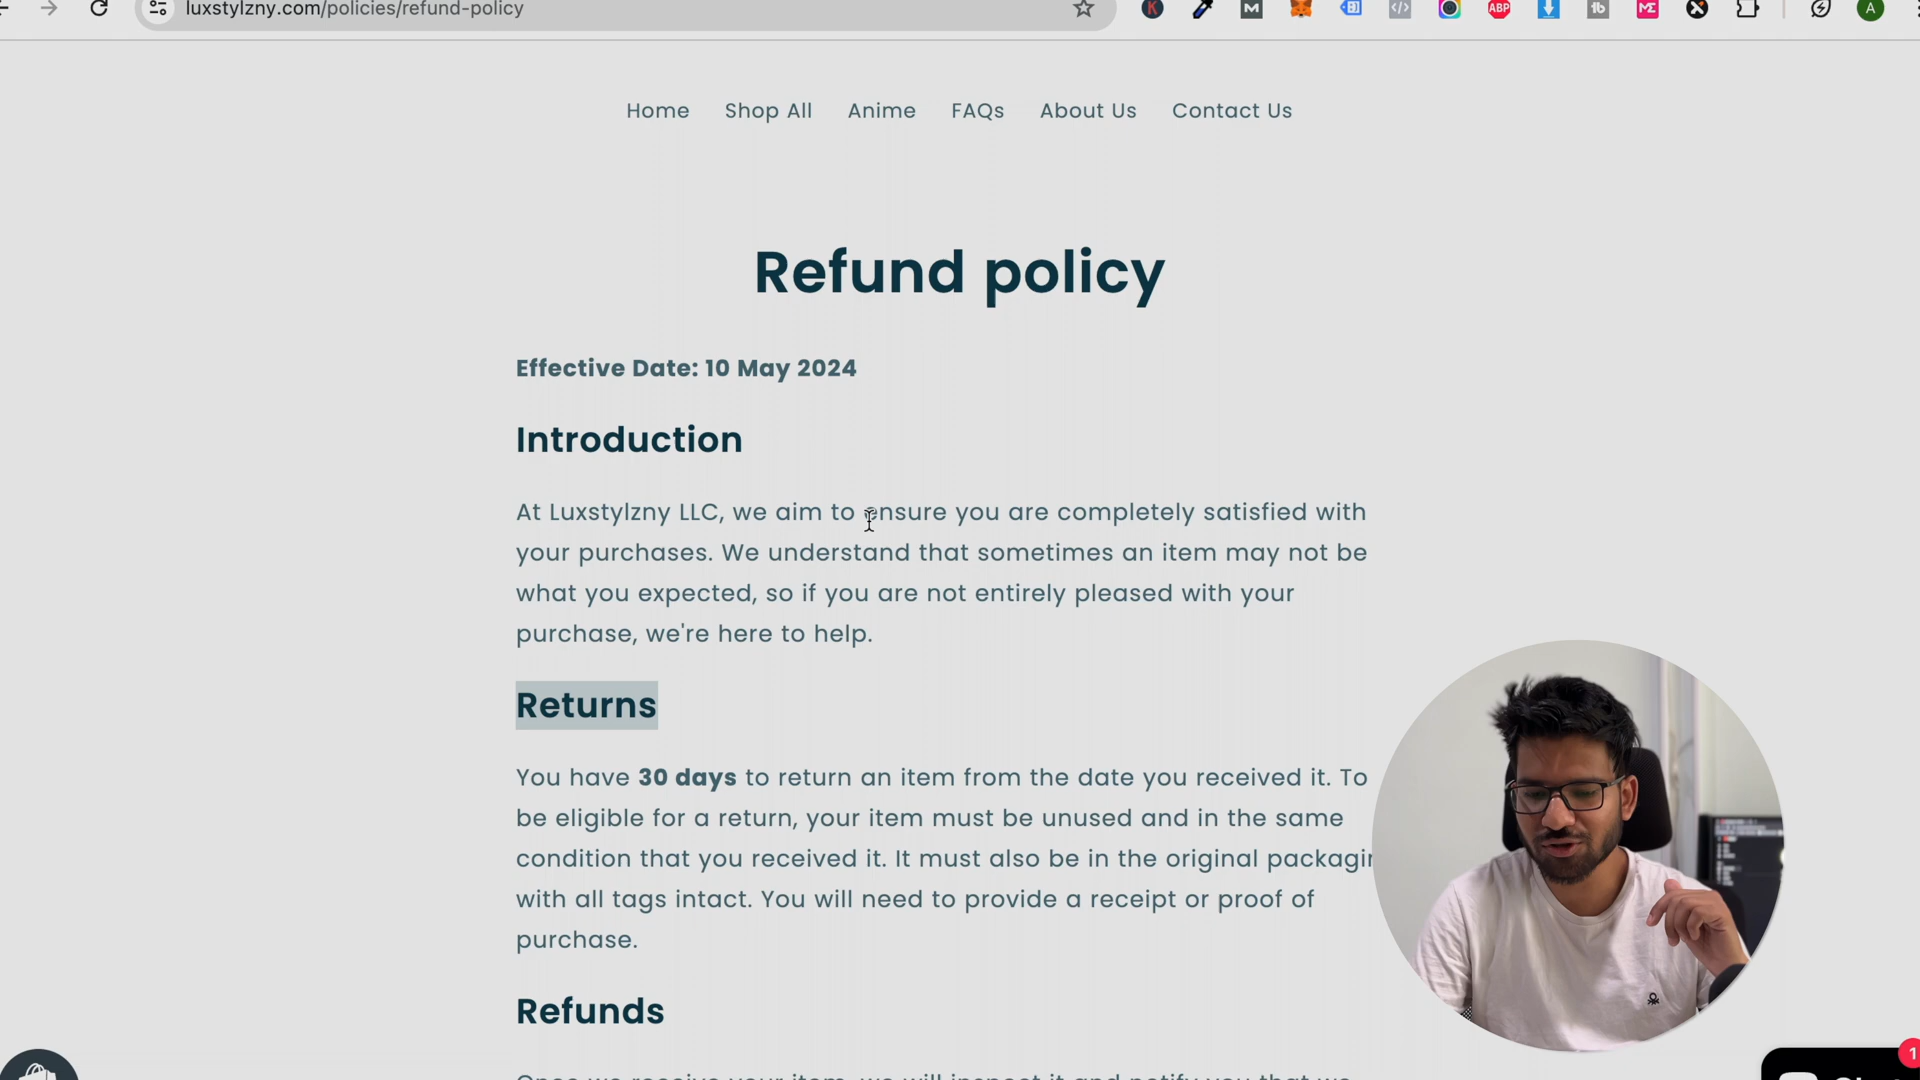 luxstylzny.com/policies/refund-policy
ABP
A
Home Shop All Anime FAQs About Us Contact Us
Refund policy
Effective Date: 10 May 2024
Introduction
At Luxstylzny LLC, we aim to ensure you are completely satisfied with
your purchases. We understand that sometimes an item may not be
what you expected, so if you are not entirely pleased with your
purchase, we're here to help.
Returns
You have 30 days to return an item from the date you received it. To
be eligible for a return, your item must be unused and in the same
condition that you received it. It must also be in the original
with all tags intact. You will need to provide a receipt or proof of
purchase.
Refunds
1